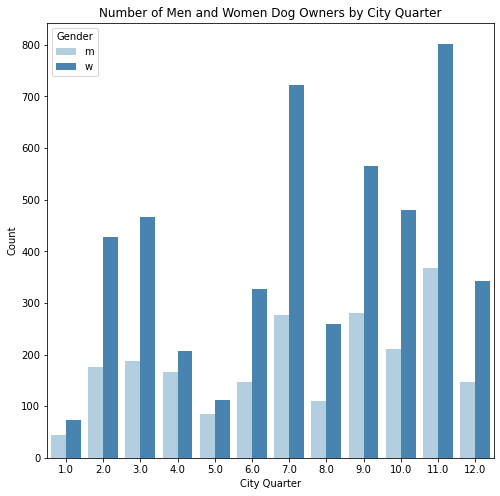 Number of Men and Women Dog Owners by City Quarter
Gender
m
w
800
700
600
500
400
300
200
100
0
Count
1.0 2.0 3.0 4.0 5.0 6.0 7.0 8.0 9.0 10.0 11.0 12.0
City Quarter